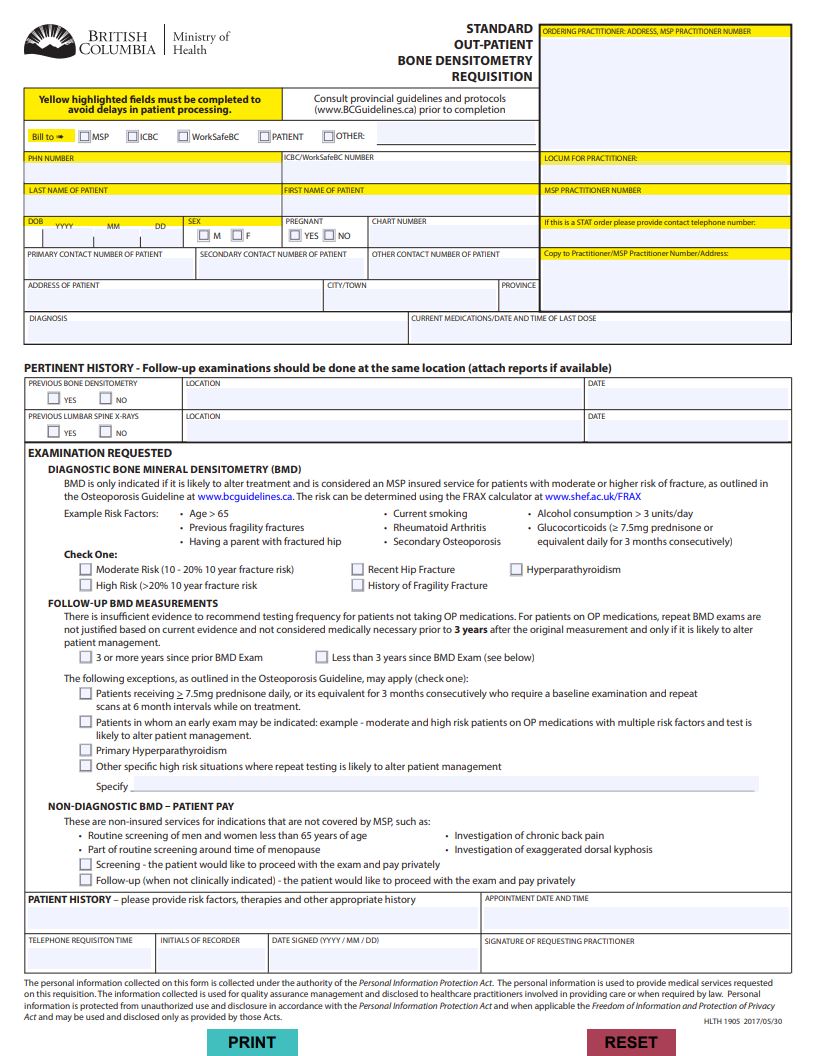 BRITISH
COLUMBIA
Ministry of
Health
STANDARD
OUT-PATIENT
BONE DENSITOMETRY
REQUISITION
ORDERING PRACTITIONER: ADDRESS, MSP PRACTITIONER NUMBER
Yellow highlighted fields must be completed to
avoid delays in patient processing.
Consult provincial guidelines and protocols
(www.BCGuidelines.ca) prior to completion
Bill to ➠ MSP ICBC WorkSafeBC PATIENT OTHER:
PHN NUMBER ICBC/WorkSafeBC NUMBER LOCUM FOR PRACTITIONER:
LAST NAME OF PATIENT FIRST NAME OF PATIENT MSP PRACTITIONER NUMBER
DOB YYYY MM DD SEX M F PREGNANT YES NO CHART NUMBER If this is a STAT order please provide contact telephone number:
PRIMARY CONTACT NUMBER OF PATIENT SECONDARY CONTACT NUMBER OF PATIENT OTHER CONTACT NUMBER OF PATIENT Copy to Practitioner/MSP Practitioner Number/Address:
ADDRESS OF PATIENT CITY/TOWN PROVINCE
DIAGNOSIS CURRENT MEDICATIONS/DATE AND TIME OF LAST DOSE
PERTINENT HISTORY - Follow-up examinations should be done at the same location (attach reports if available)
PREVIOUS BONE DENSITOMETRY LOCATION DATE
YES NO
PREVIOUS LUMBAR SPINE X-RAYS LOCATION DATE
YES NO
EXAMINATION REQUESTED
DIAGNOSTIC BONE MINERAL DENSITOMETRY (BMD)
BMD is only indicated if it is likely to alter treatment and is considered an MSP insured service for patients with moderate or higher risk of fracture, as outlined
in the Osteoporosis Guideline at www.bcguidelines.ca. The risk can be determined using the FRAX calculator at www.shef.ac.uk/FRAX
Example Risk Factors: • Age > 65 • Current smoking • Alcohol consumption > 3 units/day
• Previous fragility fractures • Rheumatoid Arthritis • Glucocorticoids (≥ 7.5mg prednisone or
• Having a parent with fractured hip • Secondary Osteoporosis equivalent daily for 3 months consecutively)
Check One:
Moderate Risk (10 - 20% 10 year fracture risk) Recent Hip Fracture Hyperparathyroidism
High Risk (>20% 10 year fracture risk History of Fragility Fracture
FOLLOW-UP BMD MEASUREMENTS
There is insufficient evidence to recommend testing frequency for patients not taking OP medications. For patients on OP medications, repeat BMD exams are
not justified based on current evidence and not considered medically necessary prior to 3 years after the original measurement and only if it is likely to alter
patient management.
3 or more years since prior BMD Exam Less than 3 years since BMD Exam (see below)
The following exceptions, as outlined in the Osteoporosis Guideline, may apply (check one):
Patients receiving ≥ 7.5mg prednisone daily, or its equivalent for 3 months consecutively who require a baseline examination and repeat
scans at 6 month intervals while on treatment.
Patients in whom an early exam may be indicated: example - moderate and high risk patients on OP medications with multiple risk factors and test is
likely to alter patient management.
Primary Hyperparathyroidism
Other specific high risk situations where repeat testing is likely to alter patient management
Specify
NON-DIAGNOSTIC BMD – PATIENT PAY
These are non-insured services for indications that are not covered by MSP, such as:
• Routine screening of men and women less than 65 years of age • Investigation of chronic back pain
• Part of routine screening around time of menopause • Investigation of exaggerated dorsal kyphosis
Screening - the patient would like to proceed with the exam and pay privately
Follow-up (when not clinically indicated) - the patient would like to proceed with the exam and pay privately
PATIENT HISTORY – please provide risk factors, therapies and other appropriate history APPOINTMENT DATE AND TIME
TELEPHONE REQUISITON TIME INITIALS OF RECORDER DATE SIGNED (YYYY / MM / DD) SIGNATURE OF REQUESTING PRACTITIONER
The personal information collected on this form is collected under the authority of the Personal Information Protection Act. The personal information is used to provide medical services requested
on this requisition. The information collected is used for quality assurance management and disclosed to healthcare practitioners involved in providing care or when required by law. Personal
information is protected from unauthorized use and disclosure in accordance with the Personal Information Protection Act and when applicable the Freedom of Information and Protection of Privacy
Act and may be used and disclosed only as provided by those Acts.
HLTH 1905 2017/05/30
PRINT RESET